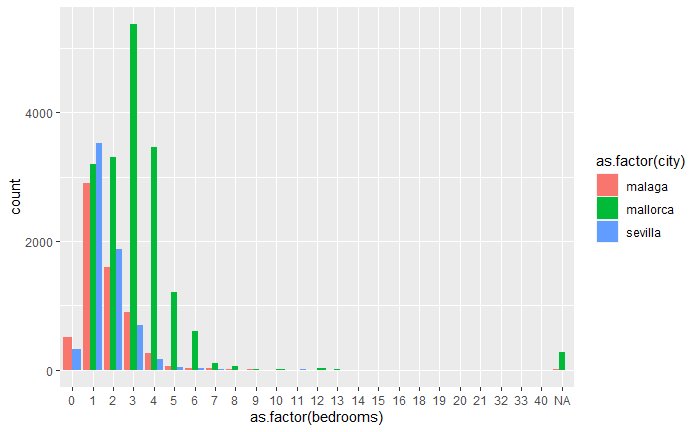 count
4000
2000
0
0 1 2 3 4 5 6 7 8 9 10 11 12 13 14 15 16 17 18 19 20 21 32 33 40 NA
as.factor(bedrooms)
as.factor(city)
malaga
mallorca
sevilla